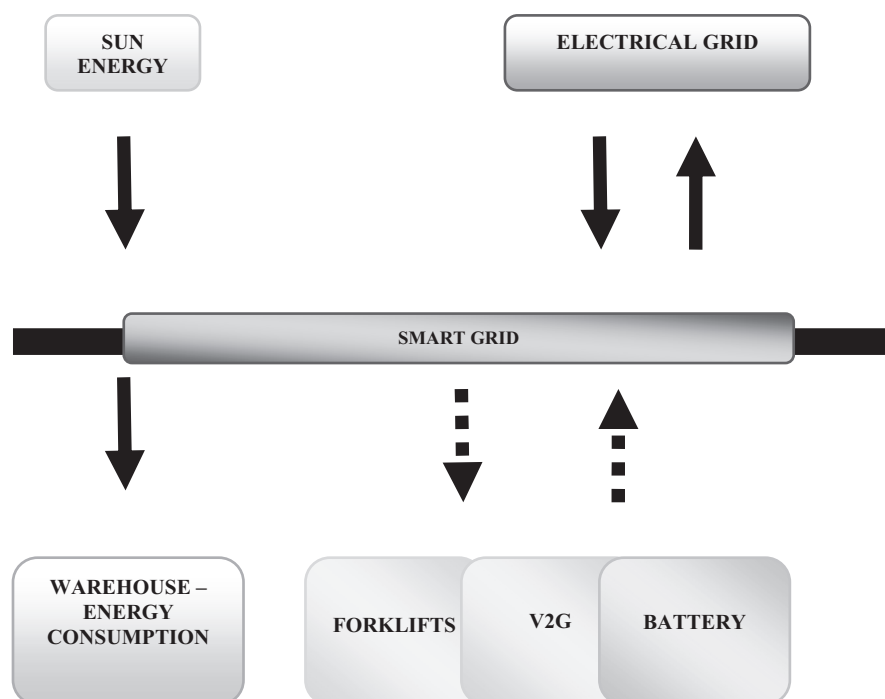 SUN
ENERGY
ELECTRICAL GRID
SMART GRID
WAREHOUSE –
ENERGY
CONSUMPTION
FORKLIFTS
V2G
BATTERY